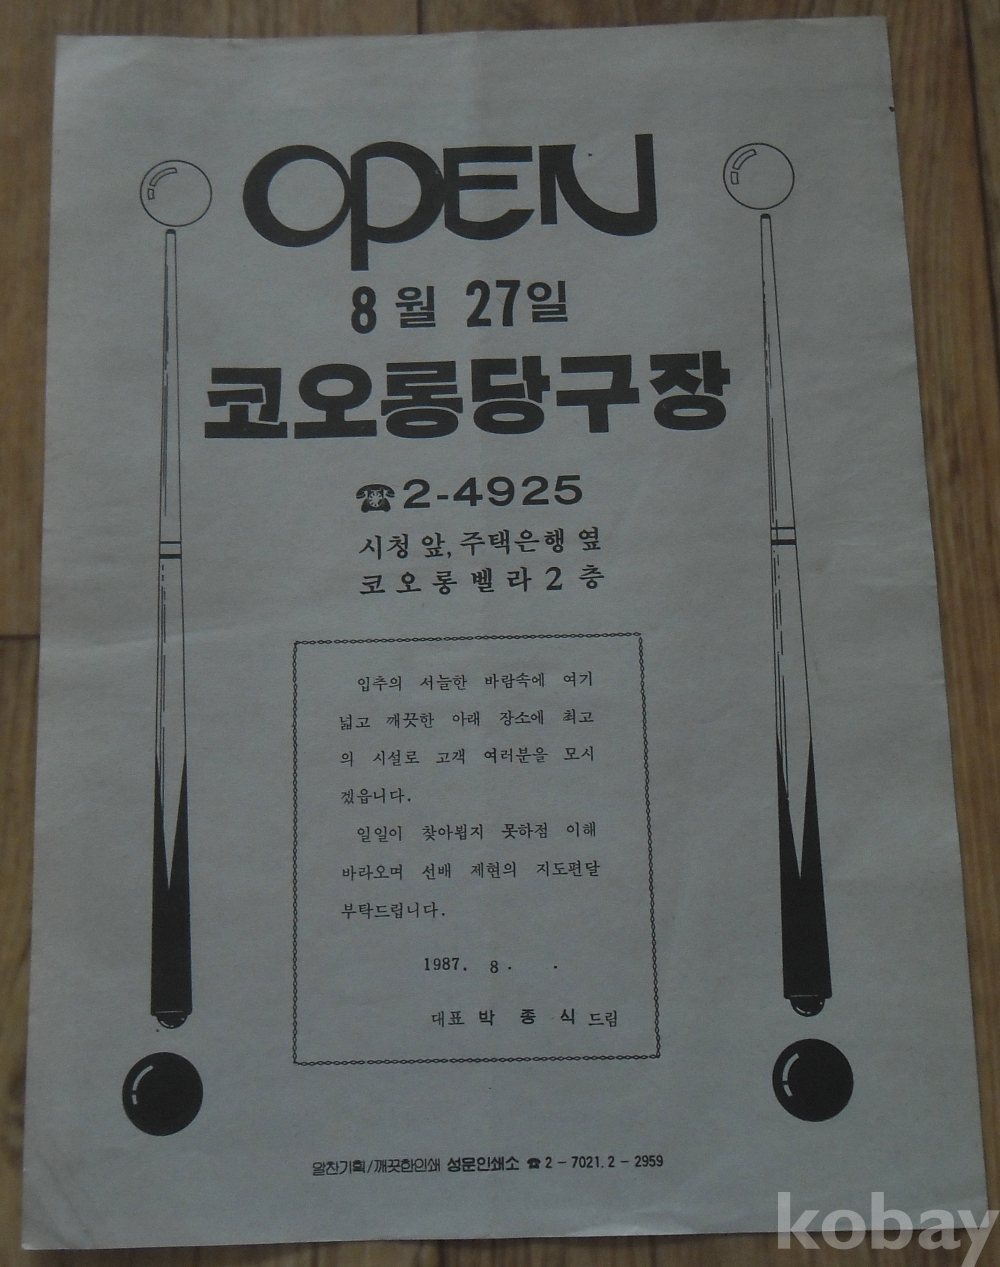 OPEN
8월 27일
코오롱당구장
☎2-4925
시청 앞, 주택은행 옆
코오롱벨라2층
입추의 서늘한 바람속에 여기
넓고 깨끗한 아래 장소에 최고
의 시설로 고객 여러분을 모시
겠읍니다.
일일이 찾아뵙지 못하점 이해
바라오며 선배 제현의 지도편달
부탁드립니다.
1987. 8. .
대표 박 종 식 드림
알찬기획/깨끗한인쇄 성문인쇄소 ☎ 2-7021. 2-2959
kobay